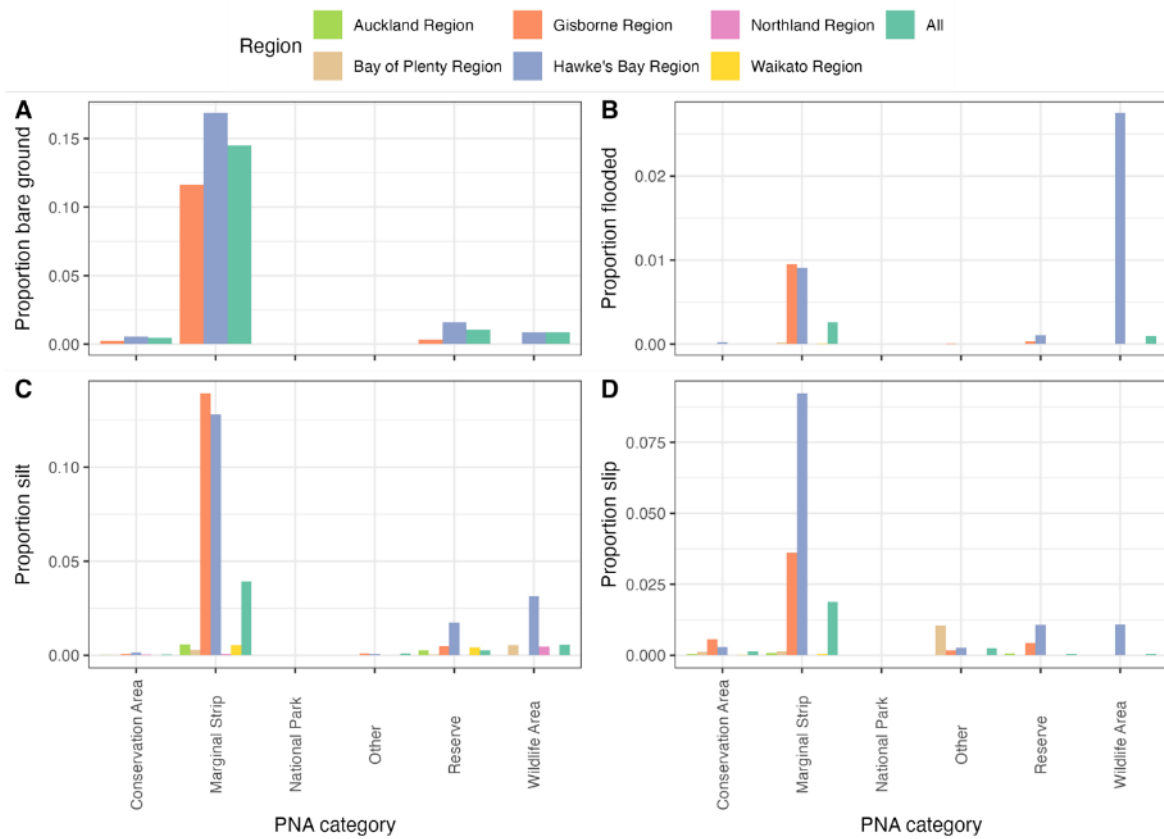 Region
Auckland Region
Gisborne Region
Northland Region
All
Bay of Plenty Region
Hawke's Bay Region
Waikato Region
A
Proportion bare ground
0.15
0.10
0.05
0.00
B
Proportion flooded
0.02
0.01
0.00
C
Proportion silt
0.10
0.05
0.00
D
Proportion slip
0.075
0.050
0.025
0.000
Conservation Area
Marginal Strip
National Park
Other
Reserve
Wildlife Area
PNA category
Conservation Area
Marginal Strip
National Park
Other
Reserve
Wildlife Area
PNA category